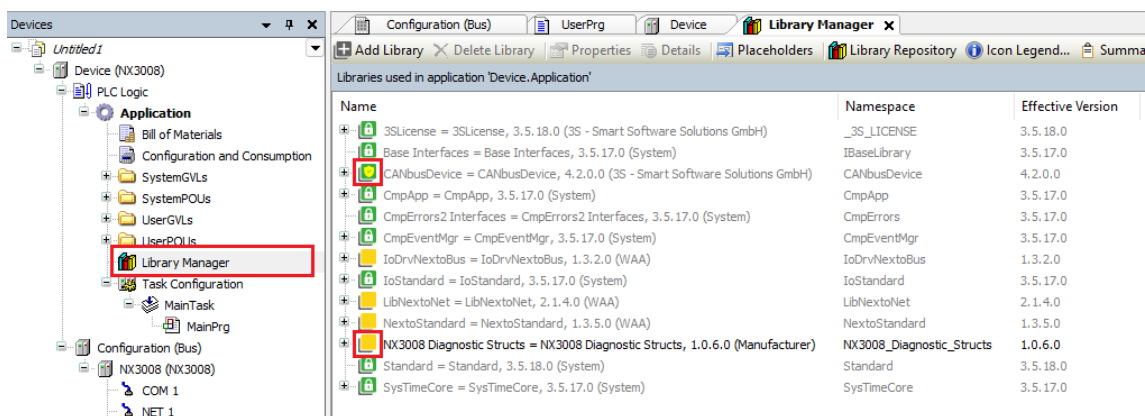 Devices
Untitled1
Device (NX3008)
PLC Logic
Application
Bill of Materials
Configuration and Consumption
SystemGVLs
SystemPOUs
UserGVLs
UserPOUs
Library Manager
Task Configuration
MainTask
MainPrg
Configuration (Bus)
NX3008 (NX3008)
COM 1
NET 1
Configuration (Bus) UserPrg Device Library Manager
Add Library Delete Library Properties Details Placeholders Library Repository Icon Legend... Summa
Libraries used in application 'Device.Application'
Name Namespace Effective Version
3SLicense = 3SLicense, 3.5.18.0 (3S - Smart Software Solutions GmbH) _3S_LICENSE 3.5.18.0
Base Interfaces = Base Interfaces, 3.5.17.0 (System) IBaseLibrary 3.5.17.0
CANbusDevice = CANbusDevice, 4.2.0.0 (3S - Smart Software Solutions GmbH) CANbusDevice 4.2.0.0
CmpApp = CmpApp, 3.5.17.0 (System) CmpApp 3.5.17.0
CmpErrors2 Interfaces = CmpErrors2 Interfaces, 3.5.17.0 (System) CmpErrors 3.5.17.0
CmpEventMgr = CmpEventMgr, 3.5.17.0 (System) CmpEventMgr 3.5.17.0
IoDrvNextoBus = IoDrvNextoBus, 1.3.2.0 (WAA) IoDrvNextoBus 1.3.2.0
IoStandard = IoStandard, 3.5.17.0 (System) IoStandard 3.5.17.0
LibNextoNet = LibNextoNet, 2.1.4.0 (WAA) LibNextoNet 2.1.4.0
NextoStandard = NextoStandard, 1.3.5.0 (WAA) NextoStandard 1.3.5.0
NX3008 Diagnostic Structs = NX3008 Diagnostic Structs, 1.0.6.0 (Manufacturer) NX3008_Diagnostic_Structs 1.0.6.0
Standard = Standard, 3.5.18.0 (System) Standard 3.5.18.0
SysTimeCore = SysTimeCore, 3.5.17.0 (System) SysTimeCore 3.5.17.0